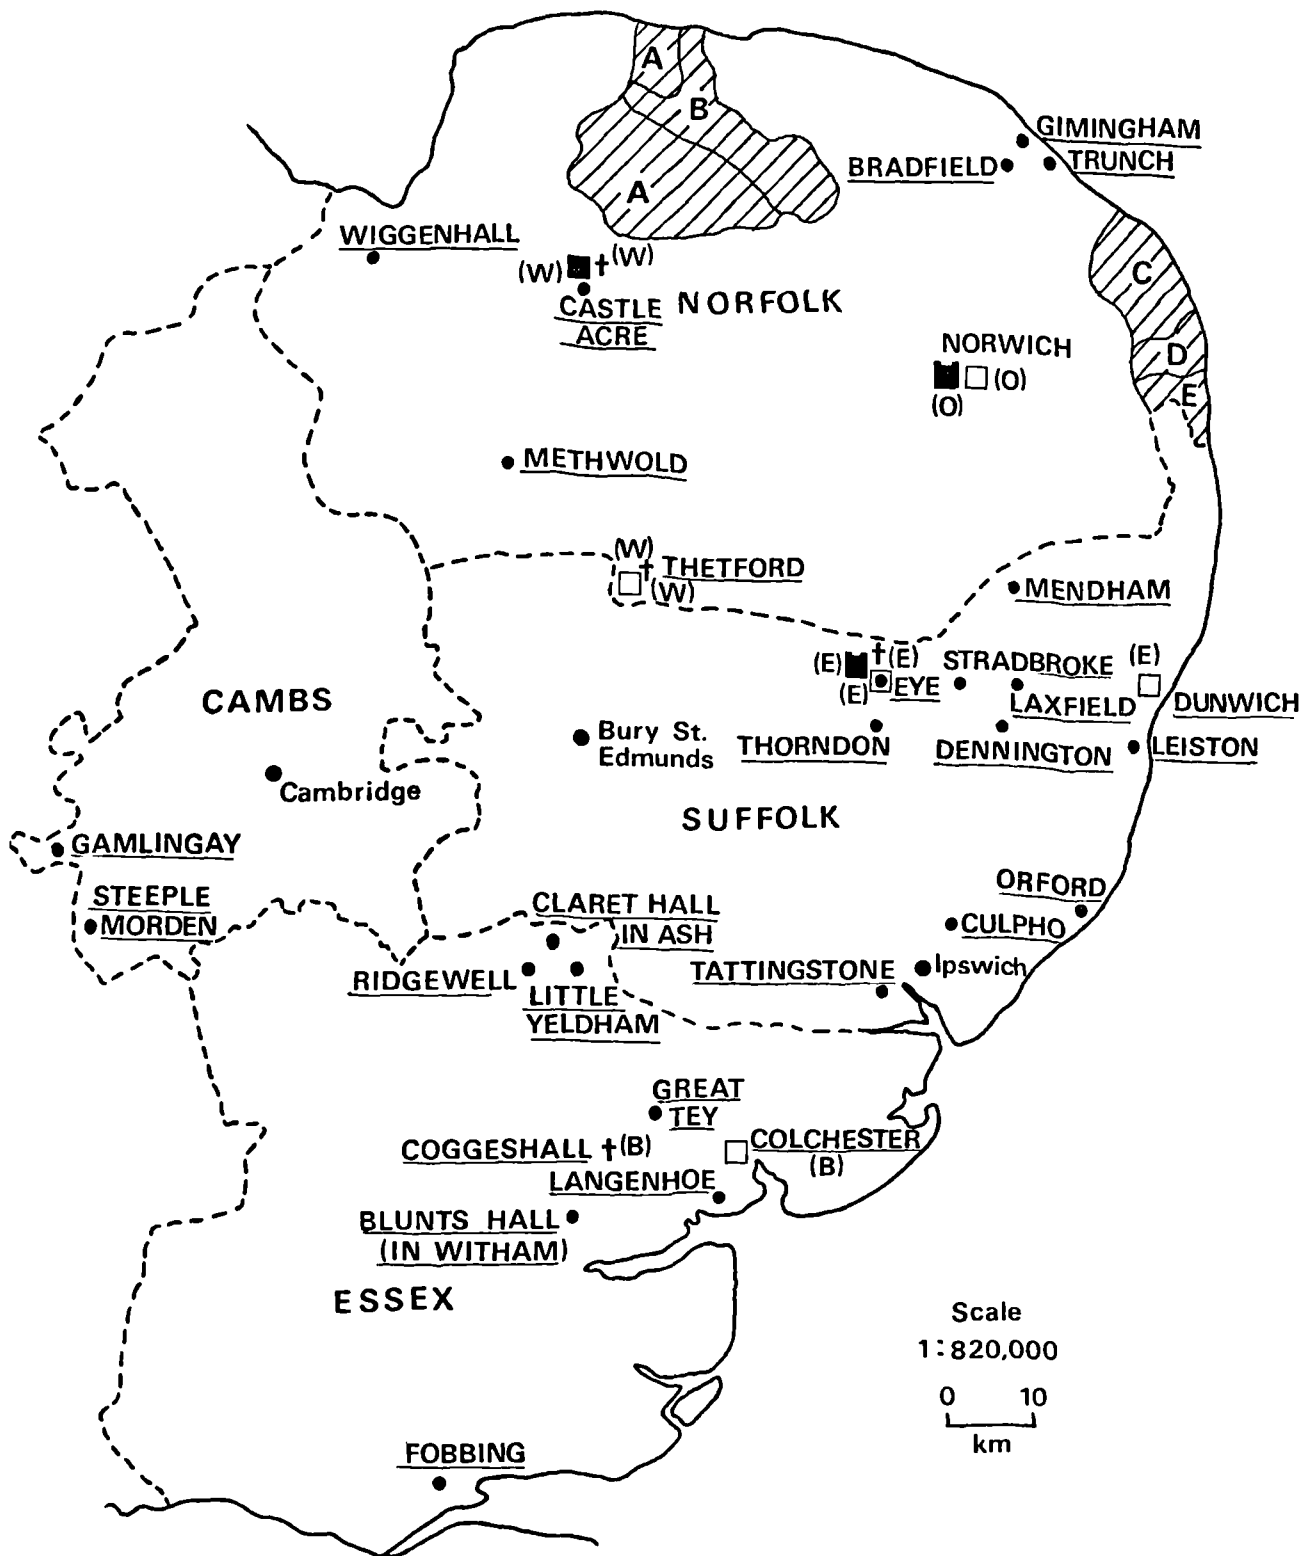 A
B
A
GIMINGHAM
BRADFIELD
TRUNCH
WIGGENHALL
(W)
(W)
C
CASTLE
ACRE
NORFOLK
NORWICH
(O)
(O)
D
E
METHWOLD
(W)
THETFORD
(W)
MENDHAM
(E)
(E)
(E)
EYE
STRADBROKE
(E)
LAXFIELD
DUNWICH
CAMBS
Bury St.
Edmunds
THORNDON
DENNINGTON
LEISTON
Cambridge
SUFFOLK
GAMLINGAY
STEEPLE
MORDEN
CLARET HALL
IN ASH
ORFORD
CULPHO
RIDGEWELL
LITTLE
YELDHAM
TATTINGSTONE
Ipswich
GREAT
TEY
COGGESHALL
(B)
COLCHESTER
(B)
LANGENHOE
BLUNTS HALL
(IN WITHAM)
ESSEX
Scale
1:820,000
0 10
km
FOBBING